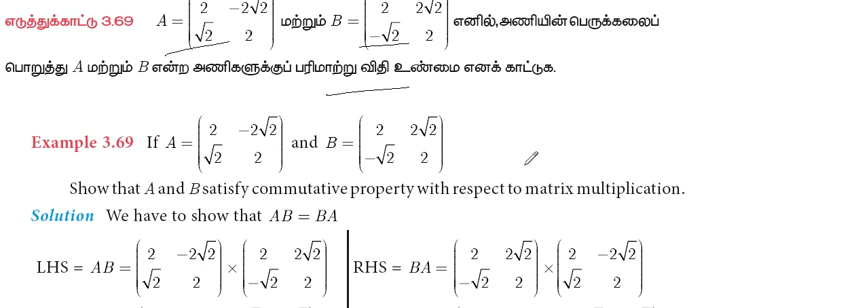 எடுத்துக்காட்டு 3.69 A = ( 2 −2√2 ; √2 2 ) மற்றும் B = ( 2 2√2 ; −√2 2 ) எனில்,அணியின் பெருக்கலைப்
பொறுத்து A மற்றும் B என்ற அணிகளுக்குப் பரிமாற்று விதி உண்மை எனக் காட்டுக.
Example 3.69 If A = ( 2 −2√2 ; √2 2 ) and B = ( 2 2√2 ; −√2 2 )
Show that A and B satisfy commutative property with respect to matrix multiplication.
Solution We have to show that AB = BA
LHS = AB = ( 2 −2√2 ; √2 2 ) × ( 2 2√2 ; −√2 2 ) RHS = BA = ( 2 2√2 ; −√2 2 ) × ( 2 −2√2 ; √2 2 )